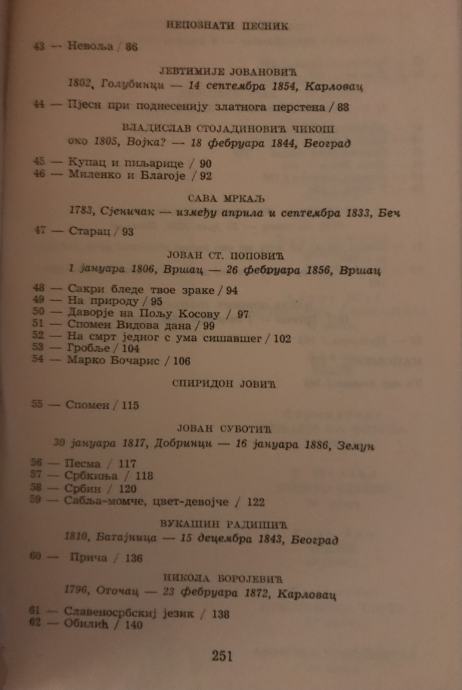 НЕПОЗНАТИ ПЕСНИК
43 — Невоља / 86
ЈЕВТИМИЈЕ ЈОВАНОВИЋ
1802, Голубинци — 14 септембра 1854, Карловац
44 — Пјесн при поднесенију златнога перстена / 88
ВЛАДИСЛАВ СТОЈАДИНОВИЋ ЧИКОШ
око 1805, Војка? — 18 фебруара 1844, Београд
45 — Купац и пиљарице / 90
46 — Миленко и Благоје / 92
САВА МРКАЉ
1783, Сјеничак — између априла и септембра 1833, Беч
47 — Старац / 93
ЈОВАН СТ. ПОПОВИЋ
1 јануара 1806, Вршац — 26 фебруара 1856, Вршац
48 — Сакри бледе твое зраке / 94
49 — На природу / 95
50 — Даворје на Пољу Косову / 97
51 — Спомен Видова дана / 99
52 — На смрт једног с ума сишавшег / 102
53 — Гробље / 104
54 — Марко Бочарис / 106
СПИРИДОН ЈОВИЋ
55 — Спомен / 115
ЈОВАН СУБОТИЋ
30 јануара 1817, Добринци — 16 јануара 1886, Земун
56 — Песма / 117
57 — Србкиња / 118
58 — Србин / 120
59 — Сабља-момче, цвет-девојче / 122
ВУКАШИН РАДИШИЋ
1810, Батајница — 15 децембра 1843, Београд
60 — Прича / 136
НИКОЛА БОРОЈЕВИЋ
1796, Оточац — 23 фебруара 1872, Карловац
61 — Славеносрбскиј језик / 138
62 — Обилић / 140
251